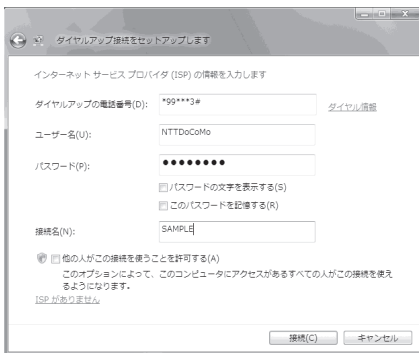 ダイヤルアップ接続をセットアップします
インターネット サービス プロバイダ (ISP) の情報を入力します
ダイヤルアップの電話番号(D):
*99***3#
ダイヤル情報
ユーザー名(U):
NTTDoCoMo
パスワード(P):
●●●●●●●●
パスワードの文字を表示する(S)
このパスワードを記憶する(R)
接続名(N):
SAMPLE
他の人がこの接続を使うことを許可する(A)
このオプションによって、このコンピュータにアクセスがあるすべての人がこの接続を使え
るようになります。
ISP がありません
接続(C)
キャンセル